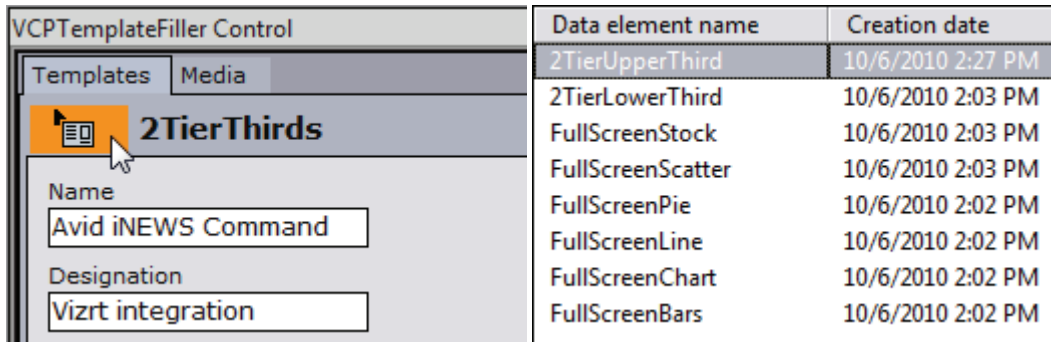 VCPTemplateFiller Control
Templates Media
2TierThirds
Name
Avid iNEWS Command
Designation
Vizrt integration
Data element name Creation date
2TierUpperThird 10/6/2010 2:27 PM
2TierLowerThird 10/6/2010 2:03 PM
FullScreenStock 10/6/2010 2:03 PM
FullScreenScatter 10/6/2010 2:03 PM
FullScreenPie 10/6/2010 2:02 PM
FullScreenLine 10/6/2010 2:02 PM
FullScreenChart 10/6/2010 2:02 PM
FullScreenBars 10/6/2010 2:02 PM